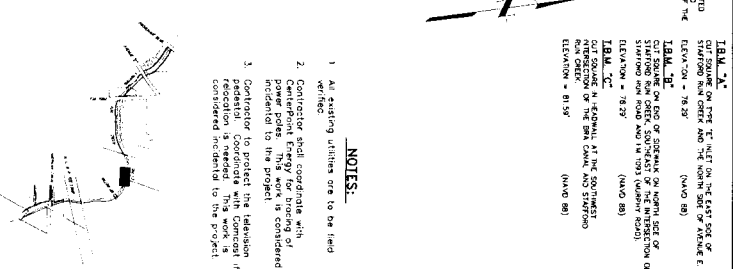 TED
OF THE
T.B.M. "A"
CUT SQUARE ON TYPE "E" INLET ON THE EAST SIDE OF
STAFFORD RUN CREEK AND THE NORTH SIDE OF AVENUE E.
ELEVATION = 78.29' (NAVD 88)
T.B.M. "B"
CUT SQUARE ON END OF SIDEWALK ON NORTH SIDE OF
STAFFORD RUN CREEK, SOUTHEAST OF THE INTERSECTION OF
STAFFORD RUN ROAD AND FM 1093 (MURPHY ROAD).
ELEVATION = 76.29' (NAVD 88)
T.B.M. "C"
CUT SQUARE IN HEADWALL AT THE SOUTHWEST
INTERSECTION OF THE BRA CANAL AND STAFFORD
RUN CREEK.
ELEVATION = 81.59' (NAVD 88)
NOTES:
1 All existing utilities are to be field
verified.
2. Contractor shall coordinate with
CenterPoint Energy for bracing of
power poles. This work is considered
incidental to the project
3. Contractor to protect the television
pedestal. Coordinate with Comcast if
relocation is needed. This work is
considered incidental to the project.